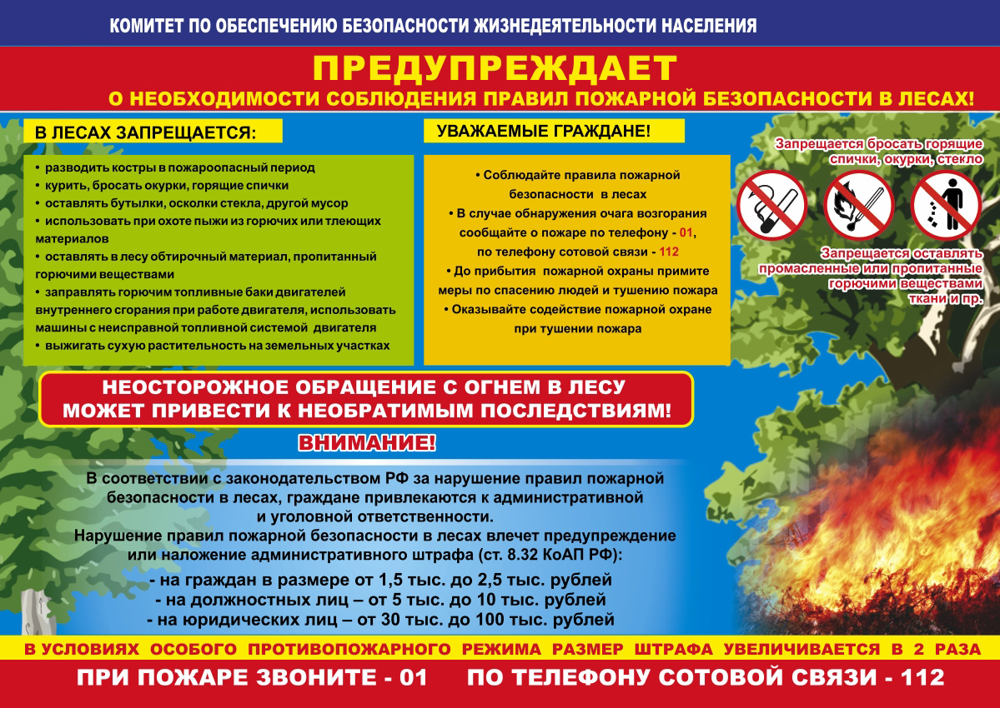 КОМИТЕТ ПО ОБЕСПЕЧЕНИЮ БЕЗОПАСНОСТИ ЖИЗНЕДЕЯТЕЛЬНОСТИ НАСЕЛЕНИЯ
ПРЕДУПРЕЖДАЕТ
О НЕОБХОДИМОСТИ СОБЛЮДЕНИЯ ПРАВИЛ ПОЖАРНОЙ БЕЗОПАСНОСТИ В ЛЕСАХ!
В ЛЕСАХ ЗАПРЕЩАЕТСЯ:
• разводить костры в пожароопасный период
• курить, бросать окурки, горящие спички
• оставлять бутылки, осколки стекла, другой мусор
• использовать при охоте пыжи из горючих или тлеющих
материалов
• оставлять в лесу обтирочный материал, пропитанный
горючими веществами
• заправлять горючим топливные баки двигателей
внутреннего сгорания при работе двигателя, использовать
машины с неисправной топливной системой двигателя
• выжигать сухую растительность на земельных участках
УВАЖАЕМЫЕ ГРАЖДАНЕ!
• Соблюдайте правила пожарной
безопасности в лесах
• В случае обнаружения очага возгорания
сообщайте о пожаре по телефону - 01,
по телефону сотовой связи - 112
• До прибытия пожарной охраны примите
меры по спасению людей и тушению пожара
• Оказывайте содействие пожарной охране
при тушении пожара
Запрещается бросать горящие
спички, окурки, стекло
Запрещается оставлять
промасленные или пропитанные
горючими веществами
ткани и пр.
НЕОСТОРОЖНОЕ ОБРАЩЕНИЕ С ОГНЕМ В ЛЕСУ
МОЖЕТ ПРИВЕСТИ К НЕОБРАТИМЫМ ПОСЛЕДСТВИЯМ!
ВНИМАНИЕ!
В соответствии с законодательством РФ за нарушение правил пожарной
безопасности в лесах, граждане привлекаются к административной
и уголовной ответственности.
Нарушение правил пожарной безопасности в лесах влечет предупреждение
или наложение административного штрафа (ст. 8.32 КоАП РФ):
- на граждан в размере от 1,5 тыс. до 2,5 тыс. рублей
- на должностных лиц – от 5 тыс. до 10 тыс. рублей
- на юридических лиц – от 30 тыс. до 100 тыс. рублей
В УСЛОВИЯХ ОСОБОГО ПРОТИВОПОЖАРНОГО РЕЖИМА РАЗМЕР ШТРАФА УВЕЛИЧИВАЕТСЯ В 2 РАЗА
ПРИ ПОЖАРЕ ЗВОНИТЕ - 01 ПО ТЕЛЕФОНУ СОТОВОЙ СВЯЗИ - 112